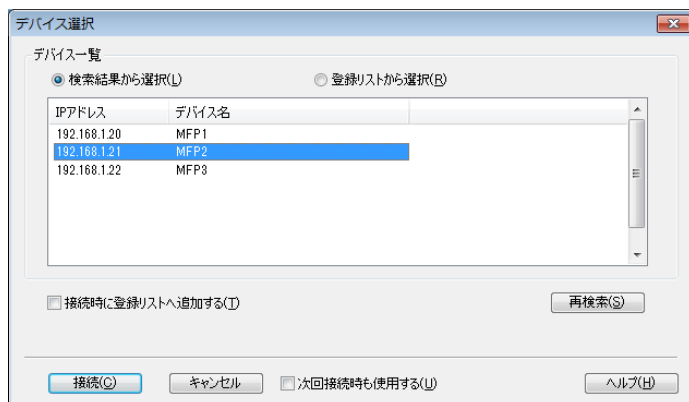 デバイス選択
デバイス一覧
検索結果から選択(L) 登録リストから選択(R)
IPアドレス デバイス名
192.168.1.20 MFP1
192.168.1.21 MFP2
192.168.1.22 MFP3
接続時に登録リストへ追加する(T) 再検索(S)
接続(C) キャンセル 次回接続時も使用する(U) ヘルプ(H)